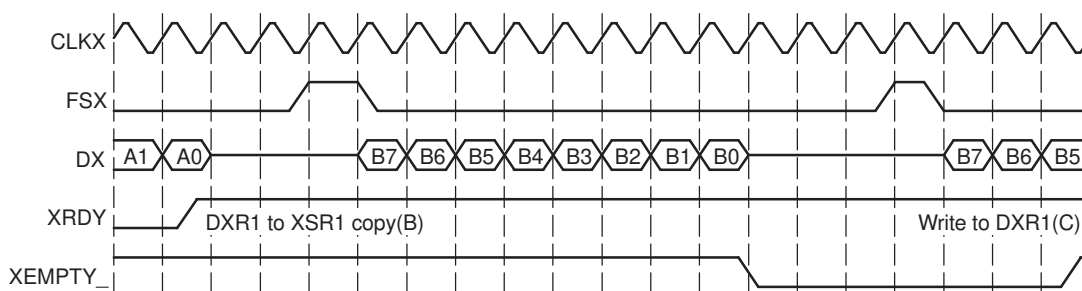 CLKX
FSX
DX A1 A0 B7 B6 B5 B4 B3 B2 B1 B0 B7 B6 B5
XRDY DXR1 to XSR1 copy(B) Write to DXR1(C)
XEMPTY_